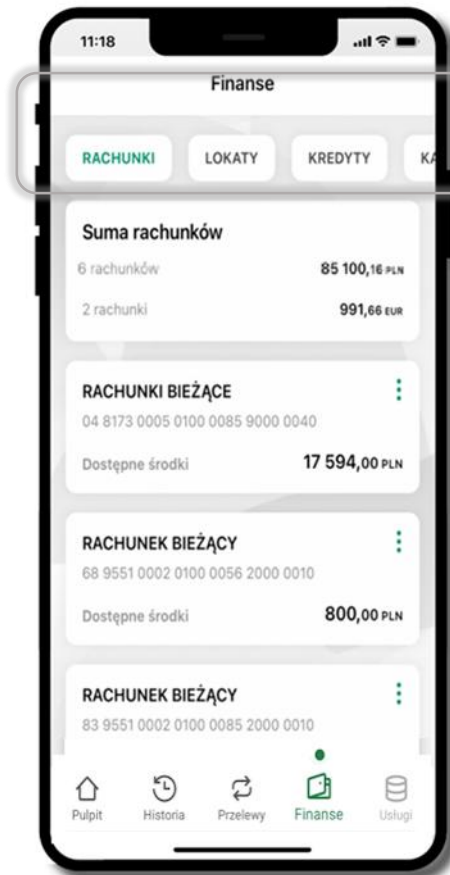 11:18
Finanse
RACHUNKI LOKATY KREDYTY KA
Suma rachunków
6 rachunków 85 100,16 PLN
2 rachunki 991,66 EUR
RACHUNKI BIEŻĄCE
04 8173 0005 0100 0085 9000 0040
Dostępne środki 17 594,00 PLN
RACHUNEK BIEŻĄCY
68 9551 0002 0100 0056 2000 0010
Dostępne środki 800,00 PLN
RACHUNEK BIEŻĄCY
83 9551 0002 0100 0085 2000 0010
Pulpit Historia Przelewy Finanse Usługi